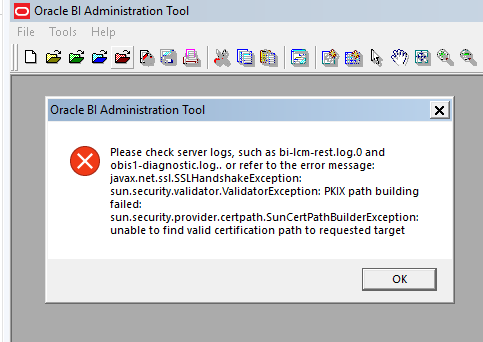 Oracle BI Administration Tool
File Tools Help
Oracle BI Administration Tool
Please check server logs, such as bi-lcm-rest.log.0 and
obis1-diagnostic.log.. or refer to the error message:
javax.net.ssl.SSLHandshakeException:
sun.security.validator.ValidatorException: PKIX path building
failed:
sun.security.provider.certpath.SunCertPathBuilderException:
unable to find valid certification path to requested target
OK